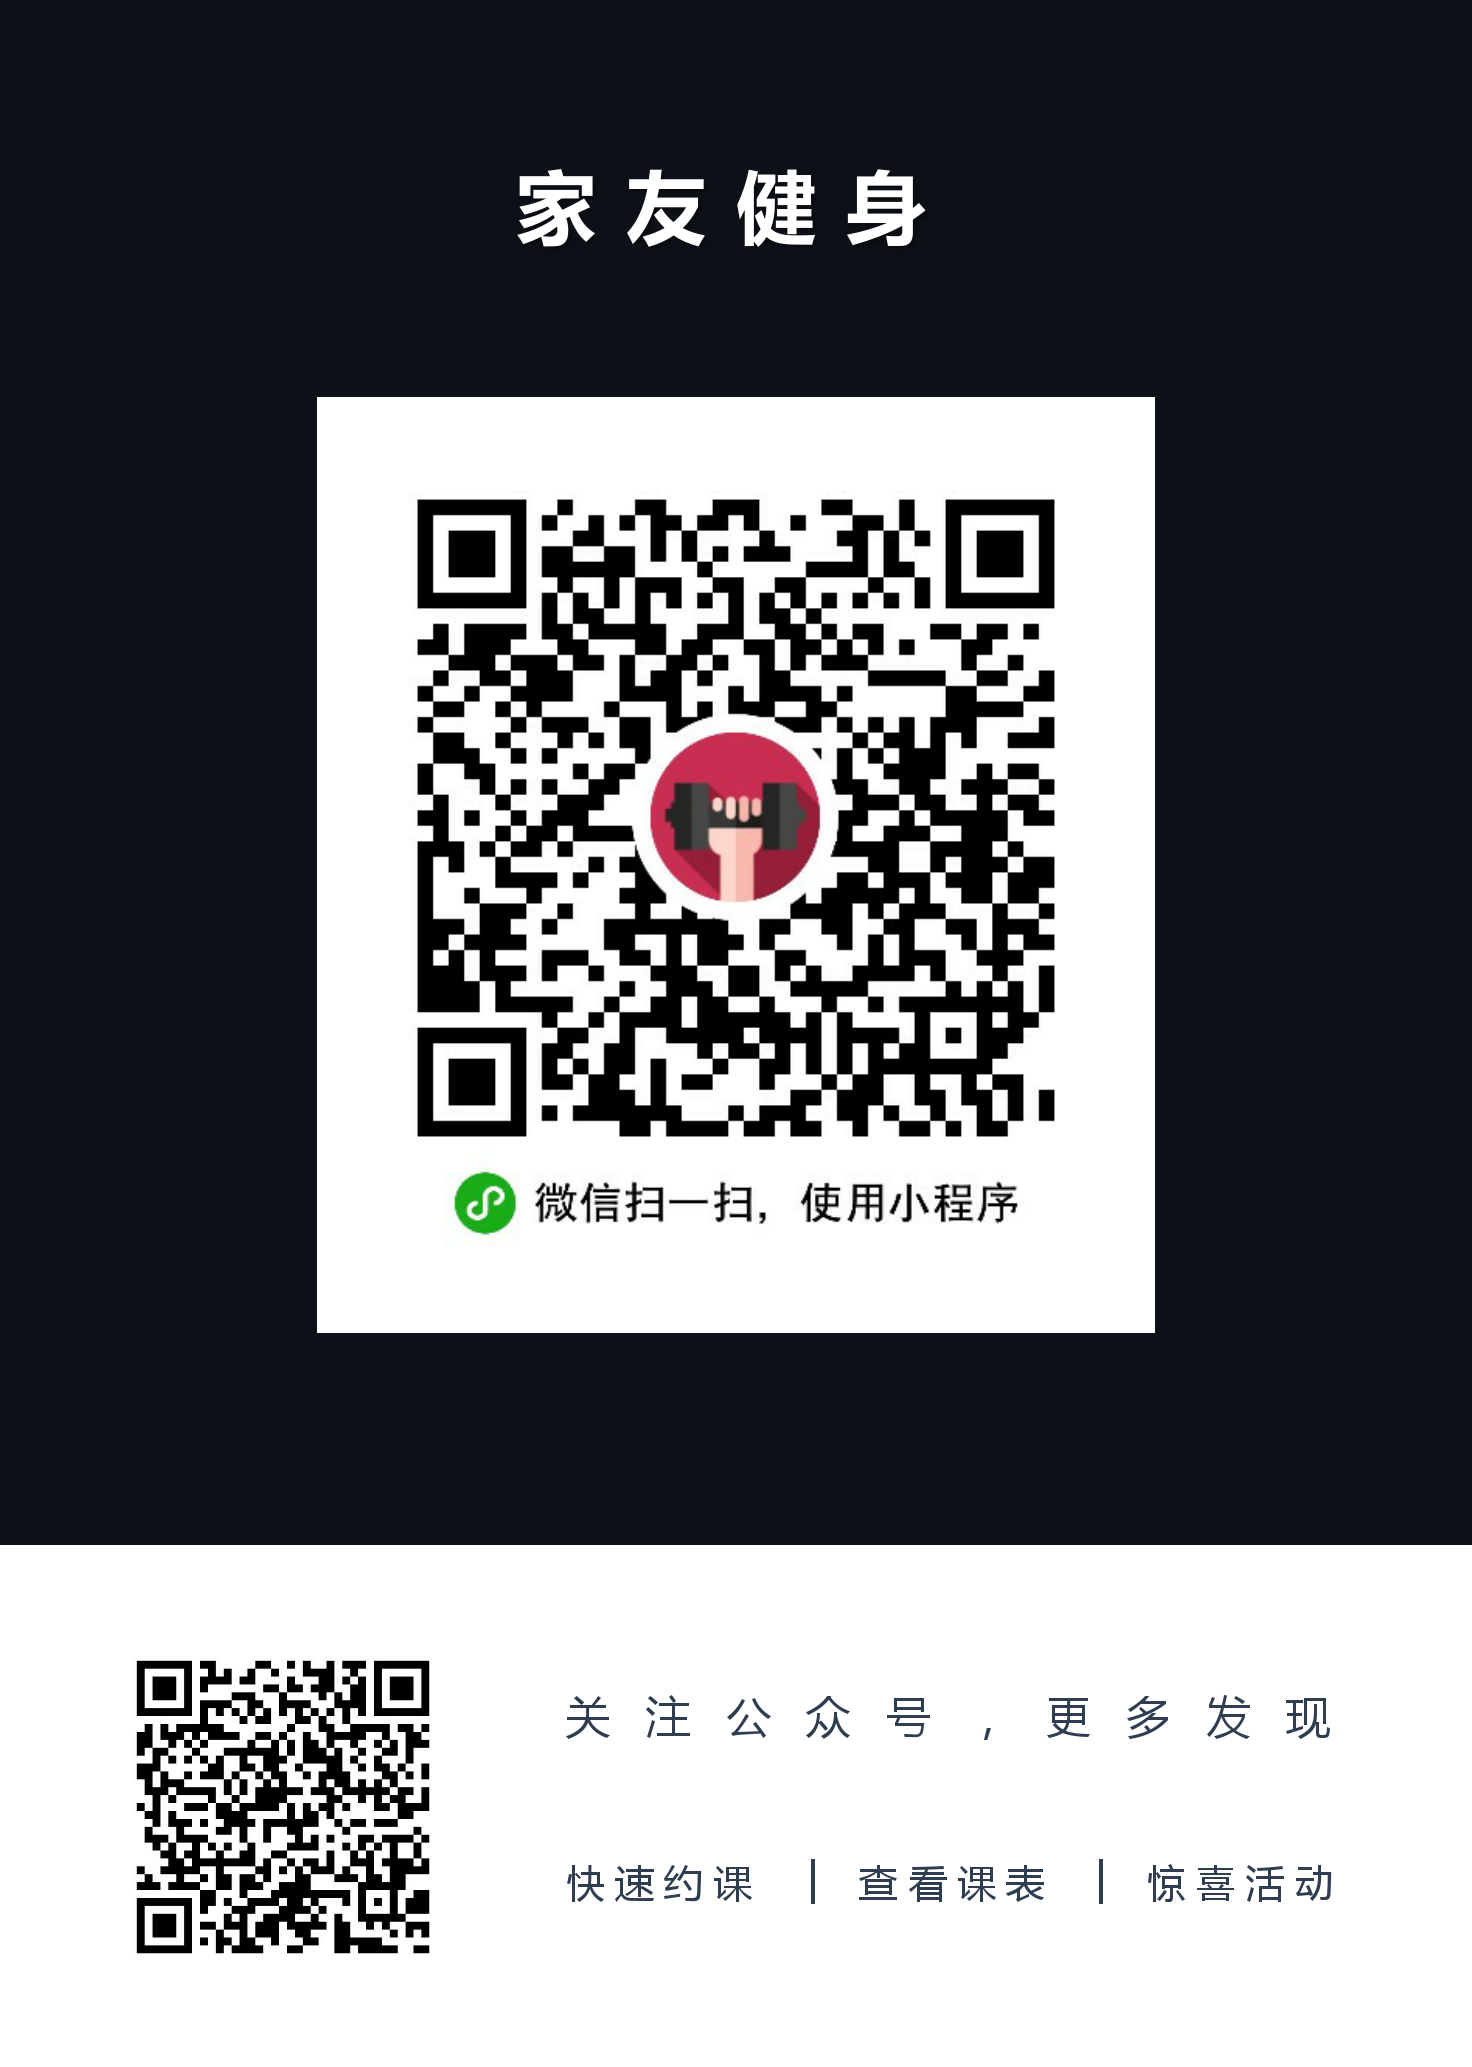 家友健身
微信扫一扫，使用小程序
关注公众号，更多发现
快速约课 | 查看课表 | 惊喜活动